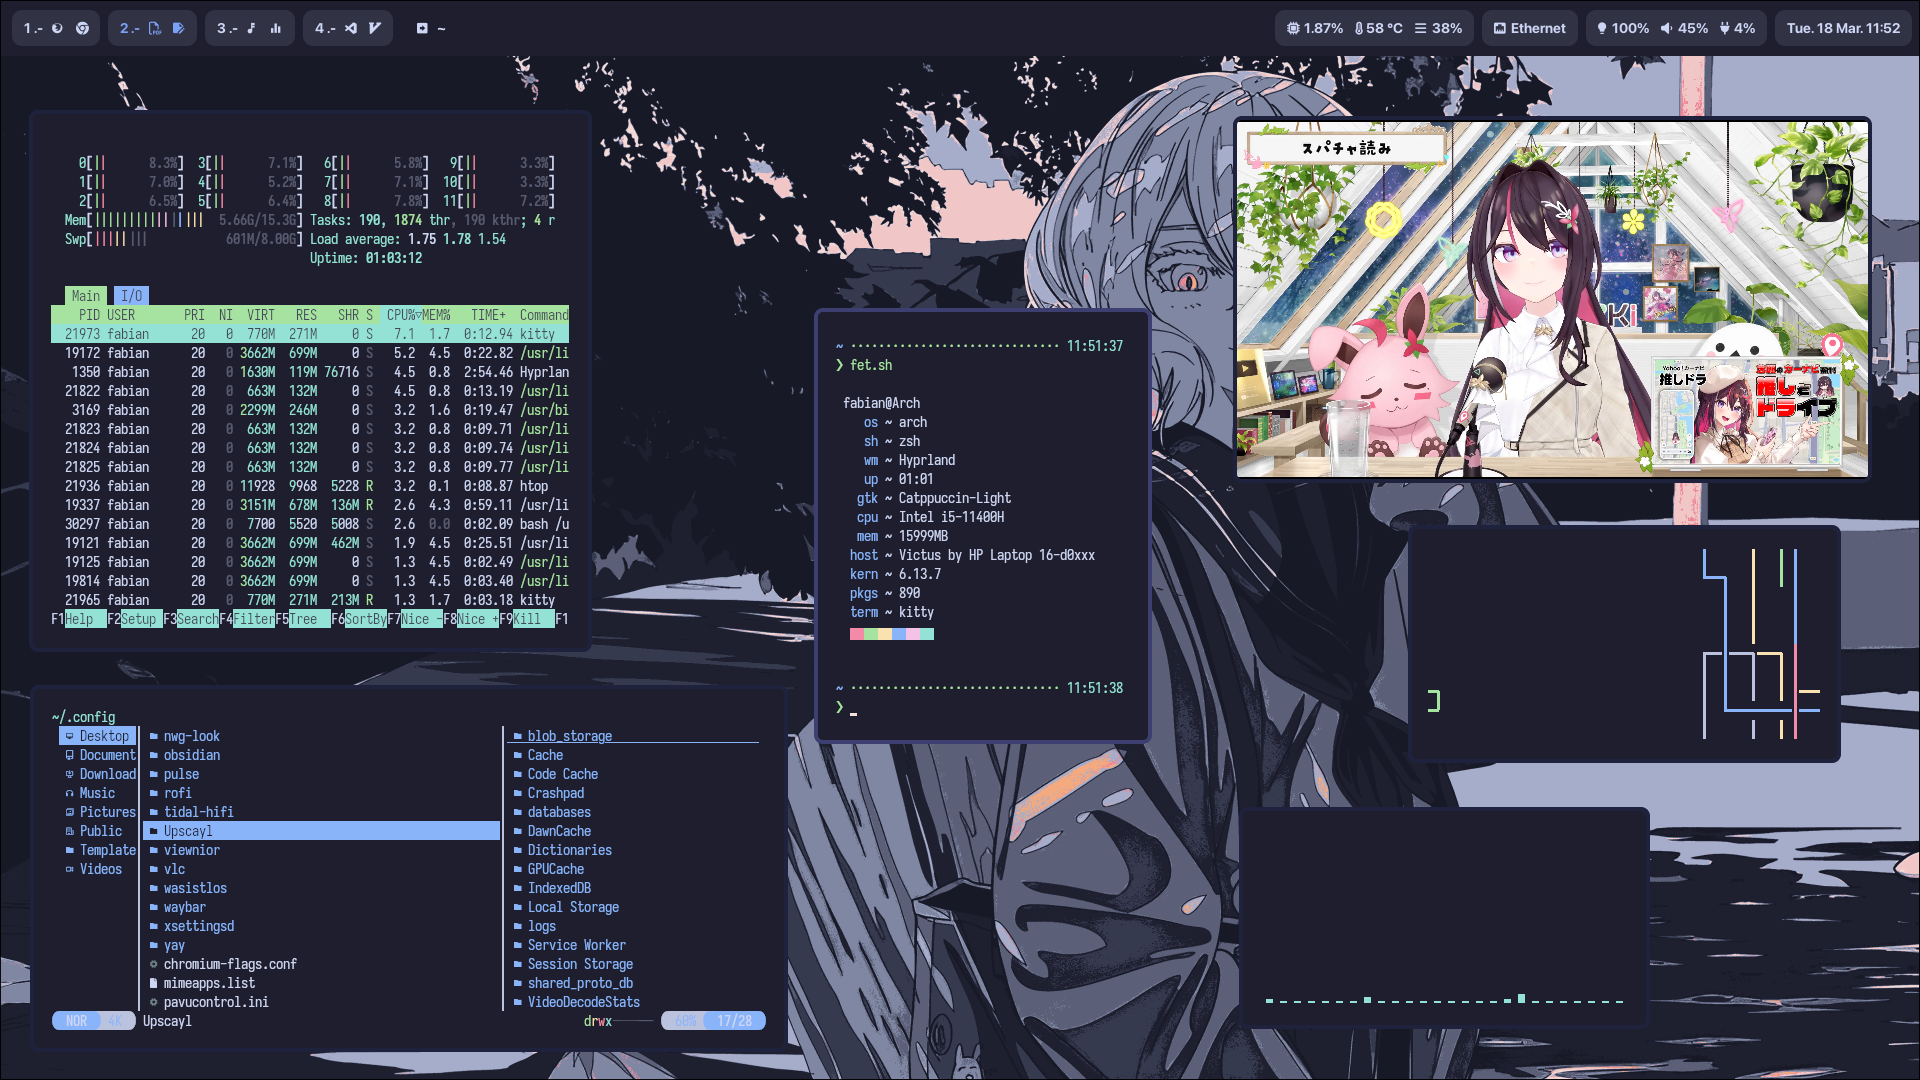 1.-
2.-
3.-
4.-
~
1.87% 58 °C 38%
Ethernet
100% 45% 4%
Tue. 18 Mar. 11:52
0[|| 8.3%] 3[|| 7.1%] 6[|| 5.8%] 9[|| 3.3%]
1[|| 7.0%] 4[|| 5.2%] 7[|| 7.1%] 10[|| 3.3%]
2[|| 6.5%] 5[|| 6.4%] 8[|| 7.8%] 11[|| 7.2%]
Mem[|||||||||||||||| 5.66G/15.3G] Tasks: 190, 1874 thr, 190 kthr; 4 r
Swp[|||||||| 601M/8.00G] Load average: 1.75 1.78 1.54
Uptime: 01:03:12
Main I/O
PID USER PRI NI VIRT RES SHR S CPU%▽MEM% TIME+ Command
21973 fabian 20 0 770M 271M 0 S 7.1 1.7 0:12.94 kitty
19172 fabian 20 0 3662M 699M 0 S 5.2 4.5 0:22.82 /usr/li
1350 fabian 20 0 1630M 119M 76716 S 4.5 0.8 2:54.46 Hyprlan
21822 fabian 20 0 663M 132M 0 S 4.5 0.8 0:13.19 /usr/li
3169 fabian 20 0 2299M 246M 0 S 3.2 1.6 0:19.47 /usr/bi
21823 fabian 20 0 663M 132M 0 S 3.2 0.8 0:09.71 /usr/li
21824 fabian 20 0 663M 132M 0 S 3.2 0.8 0:09.74 /usr/li
21825 fabian 20 0 663M 132M 0 S 3.2 0.8 0:09.77 /usr/li
21936 fabian 20 0 11928 9968 5228 R 3.2 0.1 0:08.87 htop
19337 fabian 20 0 3151M 678M 136M R 2.6 4.3 0:59.11 /usr/li
30297 fabian 20 0 7700 5520 5008 S 2.6 0.0 0:02.09 bash /u
19121 fabian 20 0 3662M 699M 462M S 1.9 4.5 0:25.51 /usr/li
19125 fabian 20 0 3662M 699M 0 S 1.3 4.5 0:02.49 /usr/li
19814 fabian 20 0 3662M 699M 0 S 1.3 4.5 0:03.40 /usr/li
21965 fabian 20 0 770M 271M 213M R 1.3 1.7 0:03.18 kitty
F1Help F2Setup F3SearchF4FilterF5Tree F6SortByF7Nice -F8Nice +F9Kill F1
~ 11:51:37
❯ fet.sh
fabian@Arch
os ~ arch
sh ~ zsh
wm ~ Hyprland
up ~ 01:01
gtk ~ Catppuccin-Light
cpu ~ Intel i5-11400H
mem ~ 15999MB
host ~ Victus by HP Laptop 16-d0xxx
kern ~ 6.13.7
pkgs ~ 890
term ~ kitty
~ 11:51:38
❯ _
スパチャ読み
Yahoo!カーナビ
推しドラ
推しと
ドライブ
~/.config
Desktop nwg-look blob_storage
Document obsidian Cache
Download pulse Code Cache
Music rofi Crashpad
Pictures tidal-hifi databases
Public Upscayl DawnCache
Template viewnior Dictionaries
Videos vlc GPUCache
wasistlos IndexedDB
waybar Local Storage
xsettingsd logs
yay Service Worker
chromium-flags.conf Session Storage
mimeapps.list shared_proto_db
pavucontrol.ini VideoDecodeStats
NOR 4K Upscayl drwx 60% 17/28